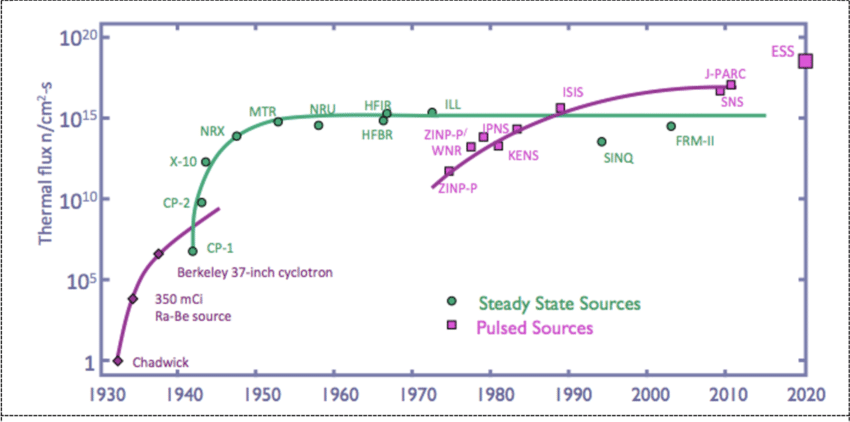 Thermal flux n/cm²-s
10²⁰
10¹⁵
10¹⁰
10⁵
1
1930 1940 1950 1960 1970 1980 1990 2000 2010 2020
Chadwick
350 mCi
Ra-Be source
Berkeley 37-inch cyclotron
CP-1
CP-2
X-10
NRX
MTR
NRU
HFIR
HFBR
ILL
ZINP-P
ZINP-P/
WNR
IPNS
KENS
ISIS
SINQ
FRM-II
J-PARC
SNS
ESS
Steady State Sources
Pulsed Sources